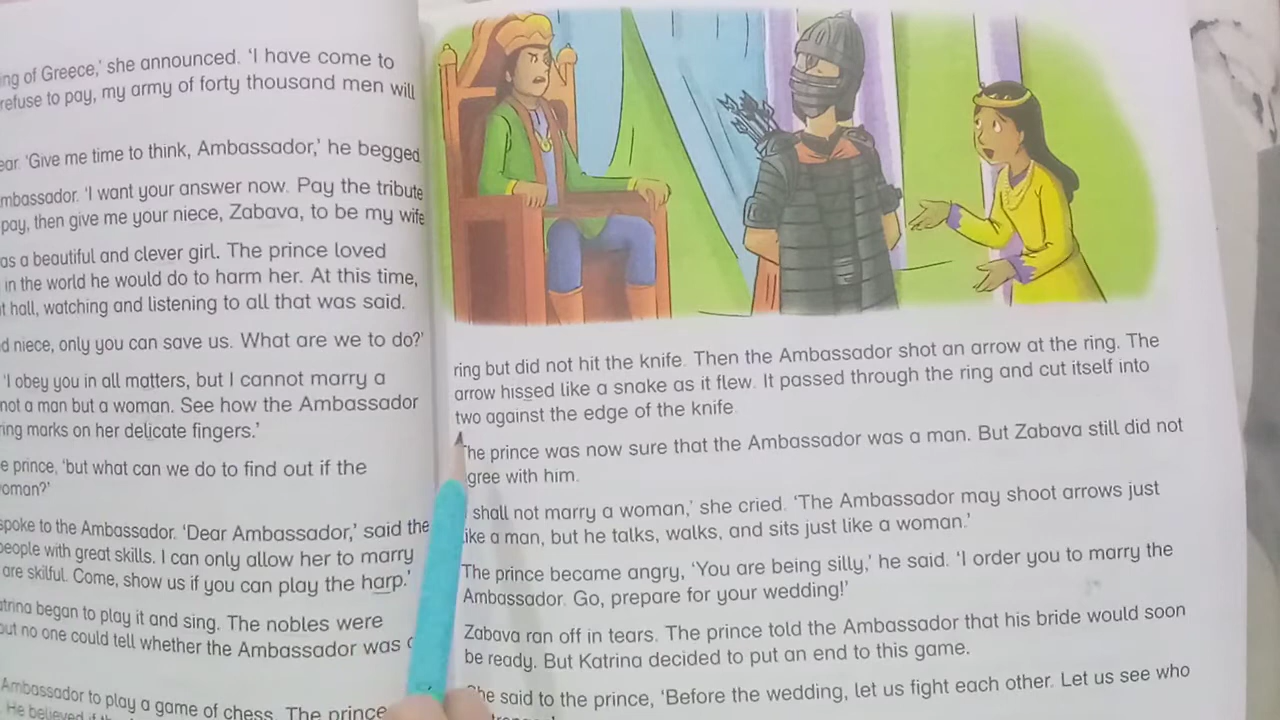 ing of Greece,' she announced. 'I have come to
refuse to pay, my army of forty thousand men will
ear. 'Give me time to think, Ambassador,' he begged
mbassador. 'I want your answer now. Pay the tribute
pay, then give me your niece, Zabava, to be my wife
as a beautiful and clever girl. The prince loved
in the world he would do to harm her. At this time,
t hall, watching and listening to all that was said.
d niece, only you can save us. What are we to do?'
'I obey you in all matters, but I cannot marry a
not a man but a woman. See how the Ambassador
ring marks on her delicate fingers.'
e prince, 'but what can we do to find out if the
oman?'
spoke to the Ambassador. 'Dear Ambassador,' said the
people with great skills. I can only allow her to marry
are skilful. Come, show us if you can play the harp.'
atrina began to play it and sing. The nobles were
out no one could tell whether the Ambassador was
Ambassador to play a game of chess. The prince
He believed if
ring but did not hit the knife. Then the Ambassador shot an arrow at the ring. The
arrow hissed like a snake as it flew. It passed through the ring and cut itself into
two against the edge of the knife.
The prince was now sure that the Ambassador was a man. But Zabava still did not
gree with him.
shall not marry a woman,' she cried. 'The Ambassador may shoot arrows just
like a man, but he talks, walks, and sits just like a woman.'
The prince became angry, 'You are being silly,' he said. 'I order you to marry the
Ambassador. Go, prepare for your wedding!'
Zabava ran off in tears. The prince told the Ambassador that his bride would soon
be ready. But Katrina decided to put an end to this game.
She said to the prince, 'Before the wedding, let us fight each other. Let us see who